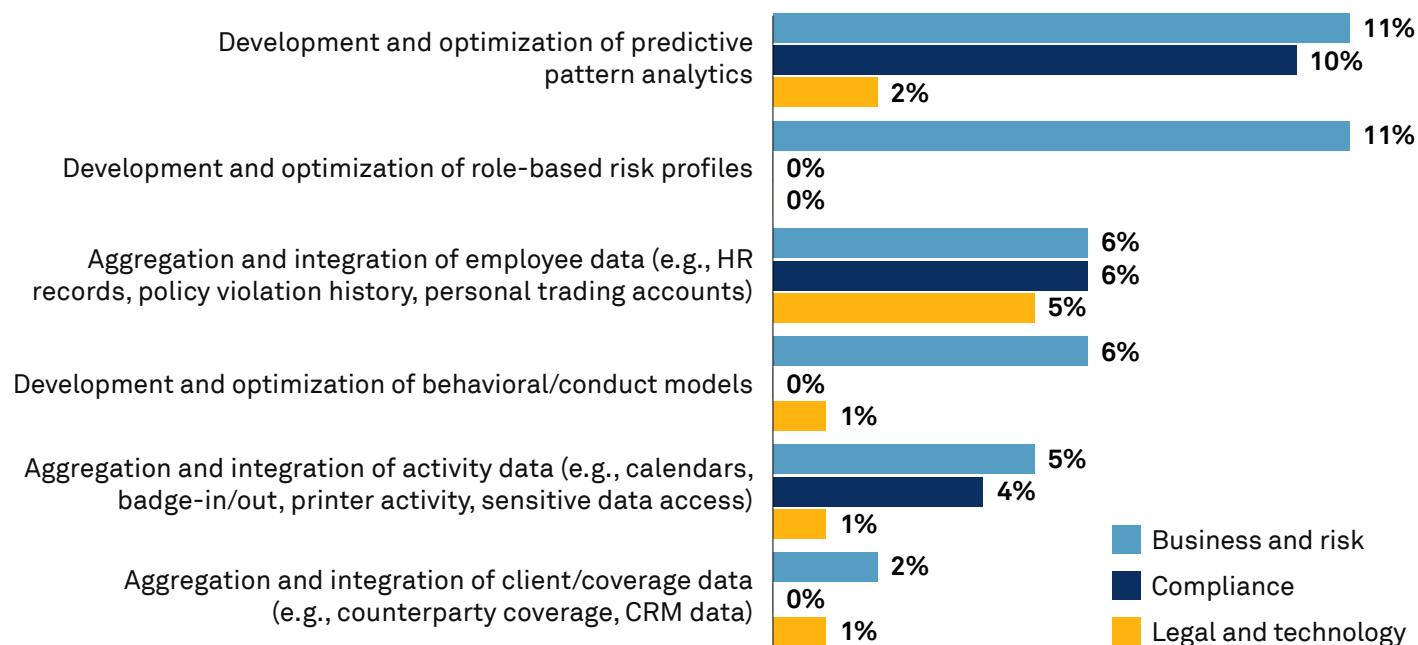 Development and optimization of predictive
pattern analytics
11%
10%
2%
Development and optimization of role-based risk profiles
11%
0%
0%
Aggregation and integration of employee data (e.g., HR
records, policy violation history, personal trading accounts)
6%
6%
5%
Development and optimization of behavioral/conduct models
6%
0%
1%
Aggregation and integration of activity data (e.g., calendars,
badge-in/out, printer activity, sensitive data access)
5%
4%
1%
Aggregation and integration of client/coverage data
(e.g., counterparty coverage, CRM data)
2%
0%
1%
Business and risk
Compliance
Legal and technology